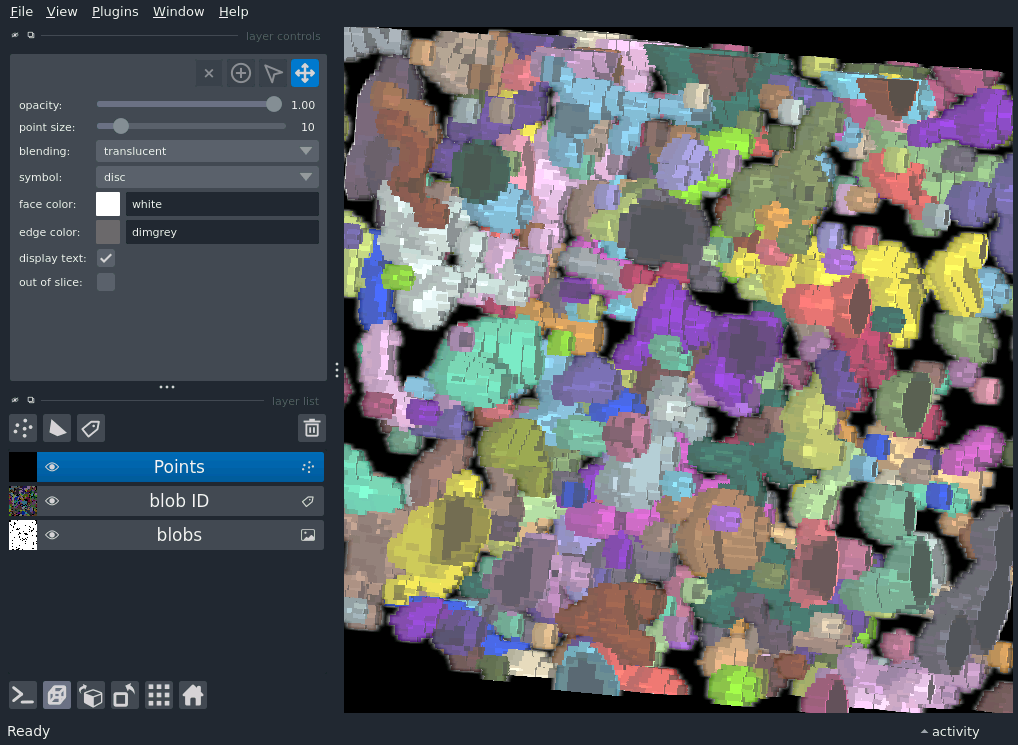 File View Plugins Window Help
layer controls
opacity: 1.00
point size: 10
blending: translucent
symbol: disc
face color: white
edge color: dimgrey
display text:
out of slice:
layer list
Points
blob ID
blobs
Ready activity